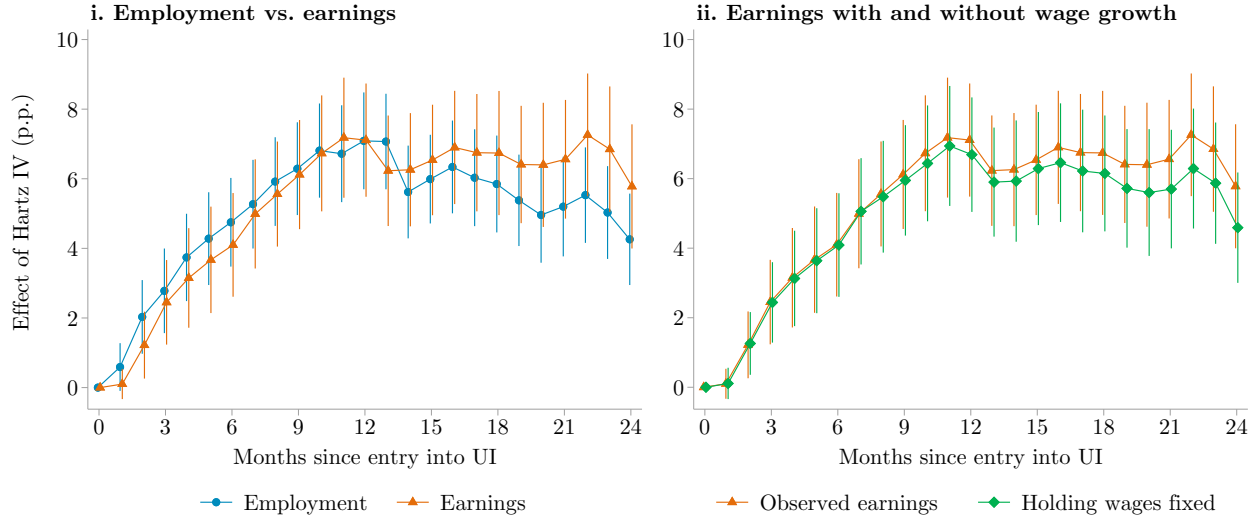 i. Employment vs. earnings
ii. Earnings with and without wage growth
Effect of Hartz IV (p.p.)
10
8
6
4
2
0
0 3 6 9 12 15 18 21 24
Months since entry into UI
Employment Earnings
10
8
6
4
2
0
0 3 6 9 12 15 18 21 24
Months since entry into UI
Observed earnings Holding wages fixed